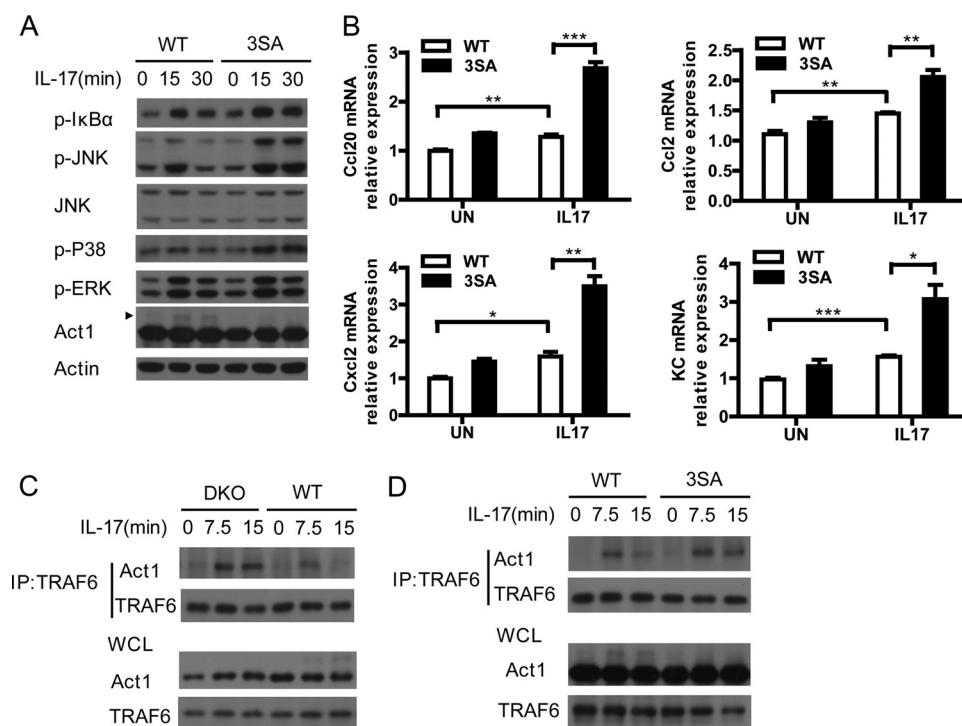 A
WT 3SA
IL-17(min) 0 15 30 0 15 30
p-IκBα
p-JNK
JNK
p-P38
p-ERK
Act1
Actin
B
Ccl20 mRNA
relative expression
3
2
1
0
WT
3SA
**
***
UN IL17
Ccl2 mRNA
relative expression
2.5
2.0
1.5
1.0
0.5
0.0
WT
3SA
**
**
UN IL17
Cxcl2 mRNA
relative expression
4
3
2
1
0
WT
3SA
*
**
UN IL17
KC mRNA
relative expression
4
3
2
1
0
WT
3SA
***
*
UN IL17
C
DKO WT
IL-17(min) 0 7.5 15 0 7.5 15
IP:TRAF6
Act1
TRAF6
WCL
Act1
TRAF6
D
WT 3SA
IL-17(min) 0 7.5 15 0 7.5 15
IP:TRAF6
Act1
TRAF6
WCL
Act1
TRAF6